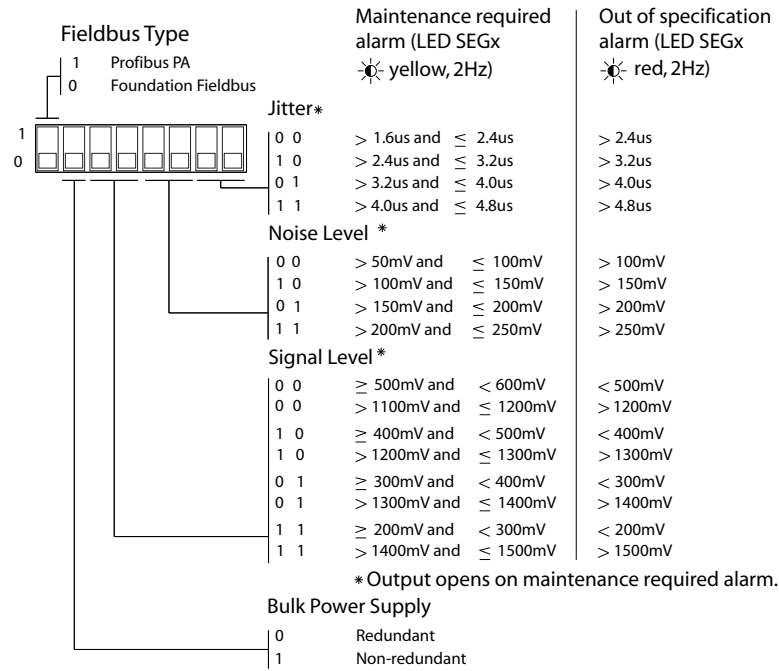 Fieldbus Type
1 Profibus PA
0 Foundation Fieldbus
Maintenance required
alarm (LED SEGx
yellow, 2Hz)
Out of specification
alarm (LED SEGx
red, 2Hz)
1
0
Jitter*
0 0 > 1.6us and ≤ 2.4us > 2.4us
1 0 > 2.4us and ≤ 3.2us > 3.2us
0 1 > 3.2us and ≤ 4.0us > 4.0us
1 1 > 4.0us and ≤ 4.8us > 4.8us
Noise Level *
0 0 > 50mV and ≤ 100mV > 100mV
1 0 > 100mV and ≤ 150mV > 150mV
0 1 > 150mV and ≤ 200mV > 200mV
1 1 > 200mV and ≤ 250mV > 250mV
Signal Level *
0 0 ≥ 500mV and < 600mV < 500mV
0 0 > 1100mV and ≤ 1200mV > 1200mV
1 0 ≥ 400mV and < 500mV < 400mV
1 0 > 1200mV and ≤ 1300mV > 1300mV
0 1 ≥ 300mV and < 400mV < 300mV
0 1 > 1300mV and ≤ 1400mV > 1400mV
1 1 ≥ 200mV and < 300mV < 200mV
1 1 > 1400mV and ≤ 1500mV > 1500mV
* Output opens on maintenance required alarm.
Bulk Power Supply
0 Redundant
1 Non-redundant